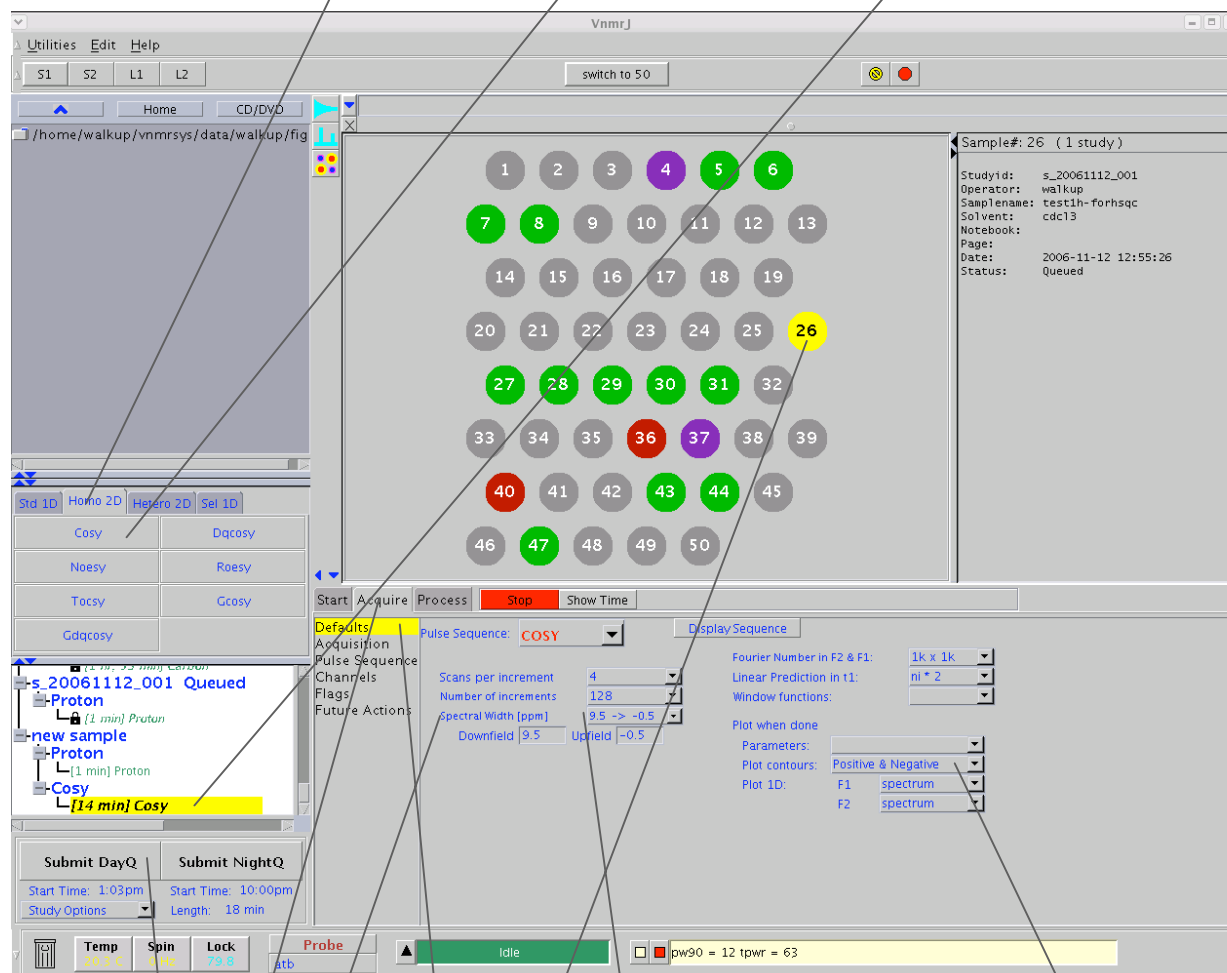 VnmrJ
Utilities Edit Help
S1 S2 L1 L2 switch to 50
Home CD/DVD
/home/walkup/vnmrsys/data/walkup/fig
1 2 3 4 5 6
7 8 9 10 11 12 13
14 15 16 17 18 19
20 21 22 23 24 25 26
27 28 29 30 31 32
33 34 35 36 37 38 39
40 41 42 43 44 45
46 47 48 49 50
Sample#: 26 ( 1 study )
Studyid: s_20061112_001
Operator: walkup
Samplename: test1h-forhsqc
Solvent: cdcl3
Notebook:
Page:
Date: 2006-11-12 12:55:26
Status: Queued
Std 1D Homo 2D Hetero 2D Sel 1D
Cosy Dqcosy
Noesy Roesy
Tocsy Gcosy
Gdqcosy
s_20061112_001 Queued
Proton
[1 min] Proton
new sample
Proton
[1 min] Proton
Cosy
[14 min] Cosy
Submit DayQ Submit NightQ
Start Time: 1:03pm Start Time: 10:00pm
Study Options Length: 18 min
Start Acquire Process Stop Show Time
Defaults
Acquisition
Pulse Sequence
Channels
Flags
Future Actions
Pulse Sequence: COSY Display Sequence
Scans per increment 4
Number of increments 128
Spectral Width [ppm] 9.5 -> -0.5
Downfield 9.5 Upfield -0.5
Fourier Number in F2 & F1: 1k x 1k
Linear Prediction in t1: ni * 2
Window functions:
Plot when done
Parameters:
Plot contours: Positive & Negative
Plot 1D: F1 spectrum
F2 spectrum
Temp Spin Lock Probe
79.8 atb
Idle
pw90 = 12 tpwr = 63